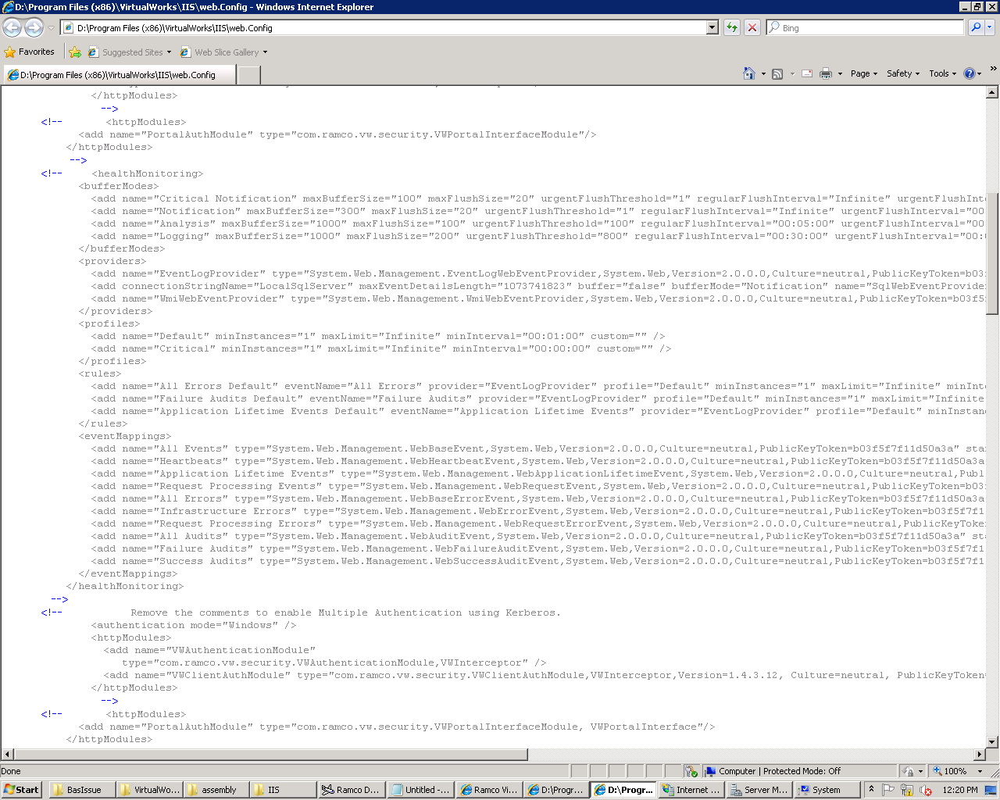 D:\Program Files (x86)\VirtualWorks\IIS\web.Config - Windows Internet Explorer
D:\Program Files (x86)\VirtualWorks\IIS\web.Config
Bing
Favorites
Suggested Sites
Web Slice Gallery
D:\Program Files (x86)\VirtualWorks\IIS\web.Config
Page
Safety
Tools
</httpModules>
-->
<!-- <httpModules>
<add name="PortalAuthModule" type="com.ramco.vw.security.VWPortalInterfaceModule"/>
</httpModules>
-->
<!-- <healthMonitoring>
<bufferModes>
<add name="Critical Notification" maxBufferSize="100" maxFlushSize="20" urgentFlushThreshold="1" regularFlushInterval="Infinite" urgentFlushInt
<add name="Notification" maxBufferSize="300" maxFlushSize="20" urgentFlushThreshold="1" regularFlushInterval="Infinite" urgentFlushInterval="00
<add name="Analysis" maxBufferSize="1000" maxFlushSize="100" urgentFlushThreshold="100" regularFlushInterval="00:05:00" urgentFlushInterval="00
<add name="Logging" maxBufferSize="1000" maxFlushSize="200" urgentFlushThreshold="800" regularFlushInterval="00:30:00" urgentFlushInterval="00:
</bufferModes>
<providers>
<add name="EventLogProvider" type="System.Web.Management.EventLogWebEventProvider,System.Web,Version=2.0.0.0,Culture=neutral,PublicKeyToken=b03
<add connectionStringName="LocalSqlServer" maxEventDetailsLength="1073741823" buffer="false" bufferMode="Notification" name="SqlWebEventProvide
<add name="WmiWebEventProvider" type="System.Web.Management.WmiWebEventProvider,System.Web,Version=2.0.0.0,Culture=neutral,PublicKeyToken=b03f5
</providers>
<profiles>
<add name="Default" minInstances="1" maxLimit="Infinite" minInterval="00:01:00" custom="" />
<add name="Critical" minInstances="1" maxLimit="Infinite" minInterval="00:00:00" custom="" />
</profiles>
<rules>
<add name="All Errors Default" eventName="All Errors" provider="EventLogProvider" profile="Default" minInstances="1" maxLimit="Infinite" minInt
<add name="Failure Audits Default" eventName="Failure Audits" provider="EventLogProvider" profile="Default" minInstances="1" maxLimit="Infinite
<add name="Application Lifetime Events Default" eventName="Application Lifetime Events" provider="EventLogProvider" profile="Default" minInstan
</rules>
<eventMappings>
<add name="All Events" type="System.Web.Management.WebBaseEvent,System.Web,Version=2.0.0.0,Culture=neutral,PublicKeyToken=b03f5f7f11d50a3a" sta
<add name="Heartbeats" type="System.Web.Management.WebHeartbeatEvent,System.Web,Version=2.0.0.0,Culture=neutral,PublicKeyToken=b03f5f7f11d50a3a
<add name="Application Lifetime Events" type="System.Web.Management.WebApplicationLifetimeEvent,System.Web,Version=2.0.0.0,Culture=neutral,Publ
<add name="Request Processing Events" type="System.Web.Management.WebRequestEvent,System.Web,Version=2.0.0.0,Culture=neutral,PublicKeyToken=b03
<add name="All Errors" type="System.Web.Management.WebBaseErrorEvent,System.Web,Version=2.0.0.0,Culture=neutral,PublicKeyToken=b03f5f7f11d50a3a
<add name="Infrastructure Errors" type="System.Web.Management.WebErrorEvent,System.Web,Version=2.0.0.0,Culture=neutral,PublicKeyToken=b03f5f7f1
<add name="Request Processing Errors" type="System.Web.Management.WebRequestErrorEvent,System.Web,Version=2.0.0.0,Culture=neutral,PublicKeyToken
<add name="All Audits" type="System.Web.Management.WebAuditEvent,System.Web,Version=2.0.0.0,Culture=neutral,PublicKeyToken=b03f5f7f11d50a3a" sta
<add name="Failure Audits" type="System.Web.Management.WebFailureAuditEvent,System.Web,Version=2.0.0.0,Culture=neutral,PublicKeyToken=b03f5f7f1
<add name="Success Audits" type="System.Web.Management.WebSuccessAuditEvent,System.Web,Version=2.0.0.0,Culture=neutral,PublicKeyToken=b03f5f7f1
</eventMappings>
</healthMonitoring>
-->
<!-- Remove the comments to enable Multiple Authentication using Kerberos.
<authentication mode="Windows" />
<httpModules>
<add name="VWAuthenticationModule"
type="com.ramco.vw.security.VWAuthenticationModule,VWInterceptor" />
<add name="VWClientAuthModule" type="com.ramco.vw.security.VWClientAuthModule,VWInterceptor,Version=1.4.3.12, Culture=neutral, PublicKeyToken
</httpModules>
-->
<!-- <httpModules>
<add name="PortalAuthModule" type="com.ramco.vw.security.VWPortalInterfaceModule, VWPortalInterface"/>
</httpModules>
Done
Computer | Protected Mode: Off
100%
Start
BasIssue
VirtualWo...
assembly
IIS
Ramco D...
Untitled -...
Ramco Vi...
D:\Progr...
D:\Progr...
Internet ...
Server M...
System
12:20 PM